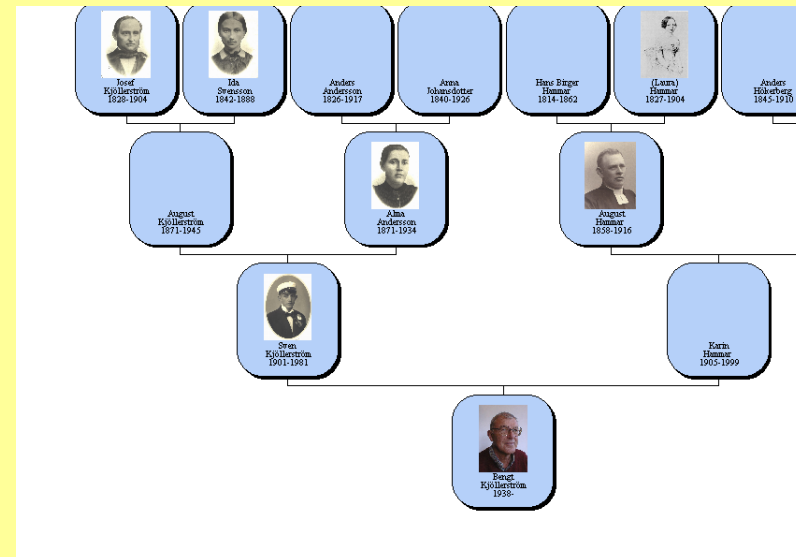 Josef
Kjöllerström
1828-1904
Ida
Svensson
1842-1888
Anders
Andersson
1826-1917
Anna
Johansdotter
1840-1926
Hans Birger
Hammar
1814-1862
(Laura)
Hammar
1827-1904
Anders
Hökerberg
1845-1910
August
Kjöllerström
1871-1945
Alma
Andersson
1871-1934
August
Hammar
1858-1916
Sven
Kjöllerström
1901-1981
Karin
Hammar
1905-1999
Bengt
Kjöllerström
1938-